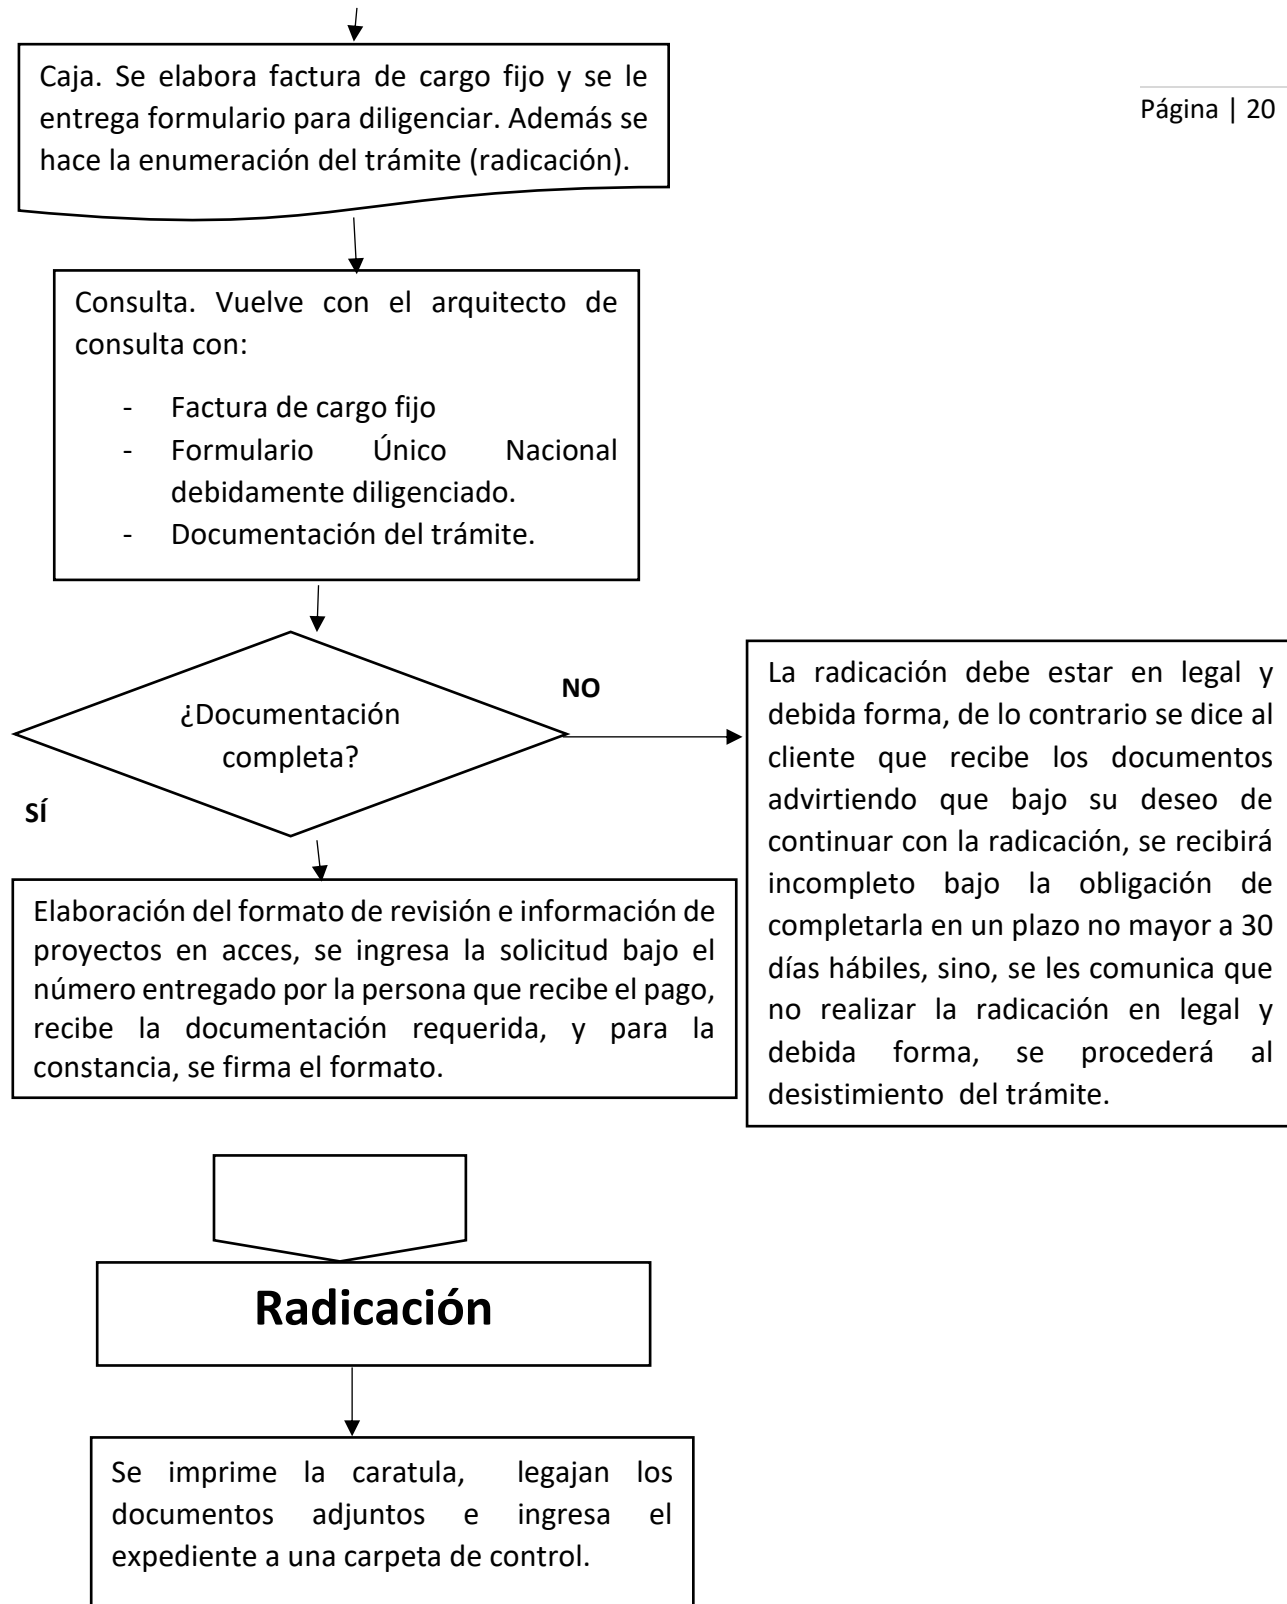 Página | 20
Caja. Se elabora factura de cargo fijo y se le
entrega formulario para diligenciar. Además se
hace la enumeración del trámite (radicación).
Consulta. Vuelve con el arquitecto de
consulta con:
- Factura de cargo fijo
- Formulario Único Nacional
debidamente diligenciado.
- Documentación del trámite.
¿Documentación
completa?
NO
SÍ
La radicación debe estar en legal y
debida forma, de lo contrario se dice al
cliente que recibe los documentos
advirtiendo que bajo su deseo de
continuar con la radicación, se recibirá
incompleto bajo la obligación de
completarla en un plazo no mayor a 30
días hábiles, sino, se les comunica que
no realizar la radicación en legal y
debida forma, se procederá al
desistimiento del trámite.
Elaboración del formato de revisión e información de
proyectos en acces, se ingresa la solicitud bajo el
número entregado por la persona que recibe el pago,
recibe la documentación requerida, y para la
constancia, se firma el formato.
Radicación
Se imprime la caratula, legajan los
documentos adjuntos e ingresa el
expediente a una carpeta de control.